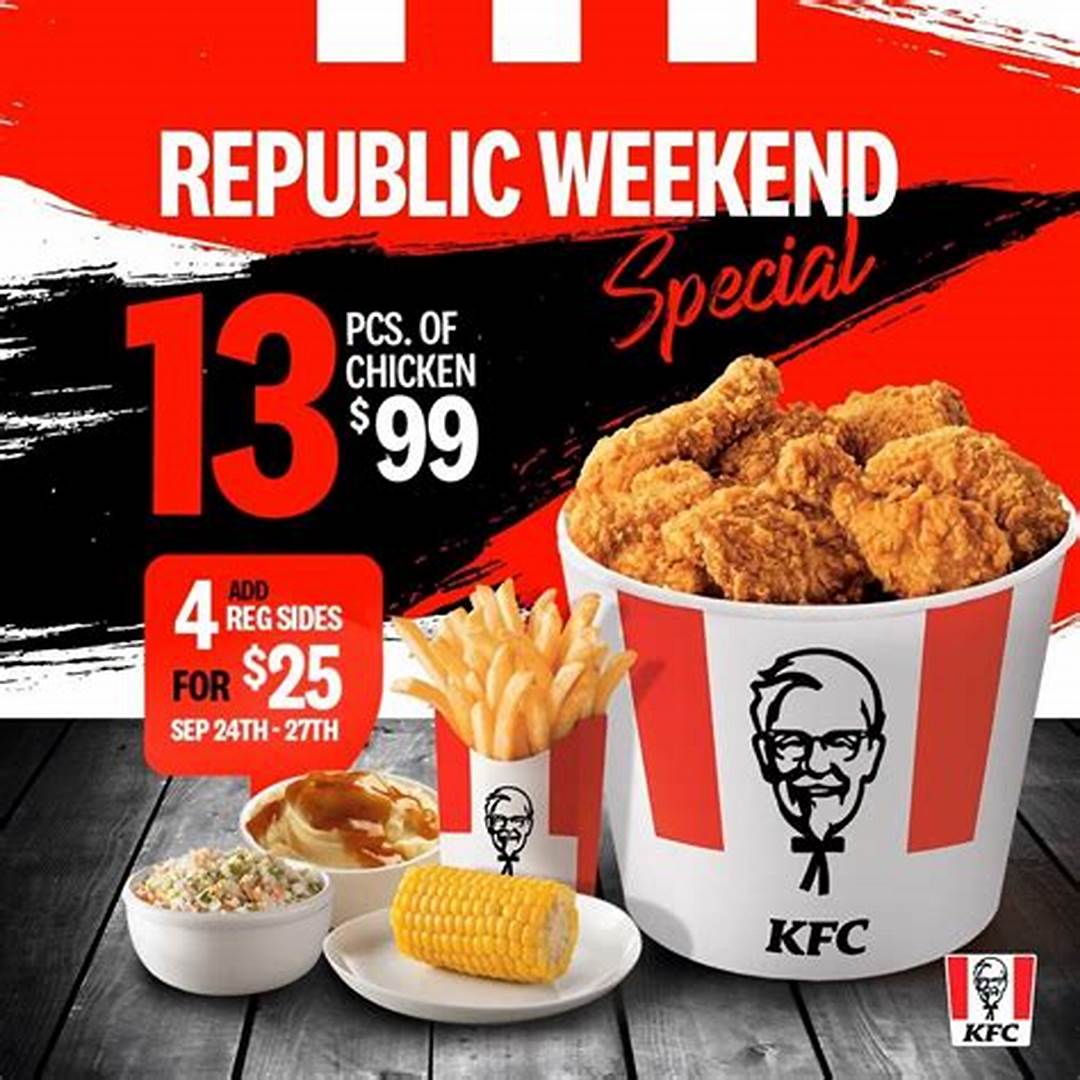 REPUBLIC WEEKEND
Special
13 PCS. OF
CHICKEN
$99
4 ADD
REG SIDES
FOR $25
SEP 24TH - 27TH
KFC
KFC